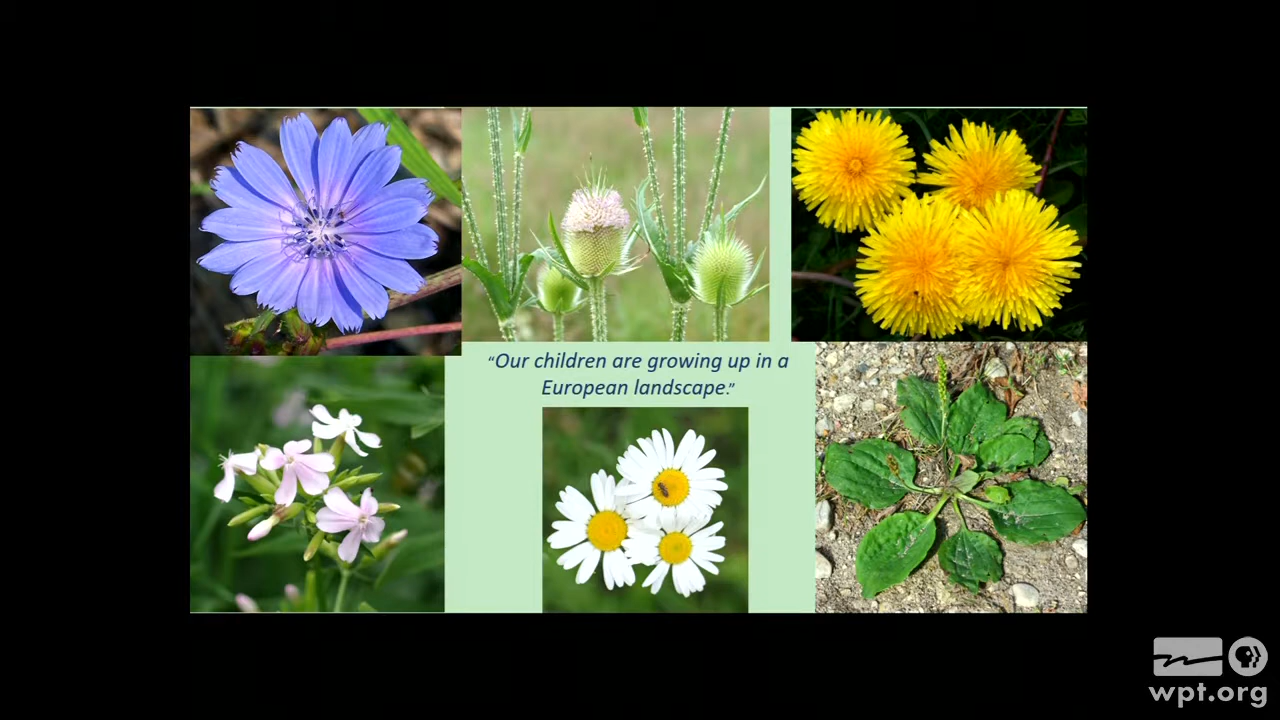 “Our children are growing up in a
European landscape.”
wpt.org